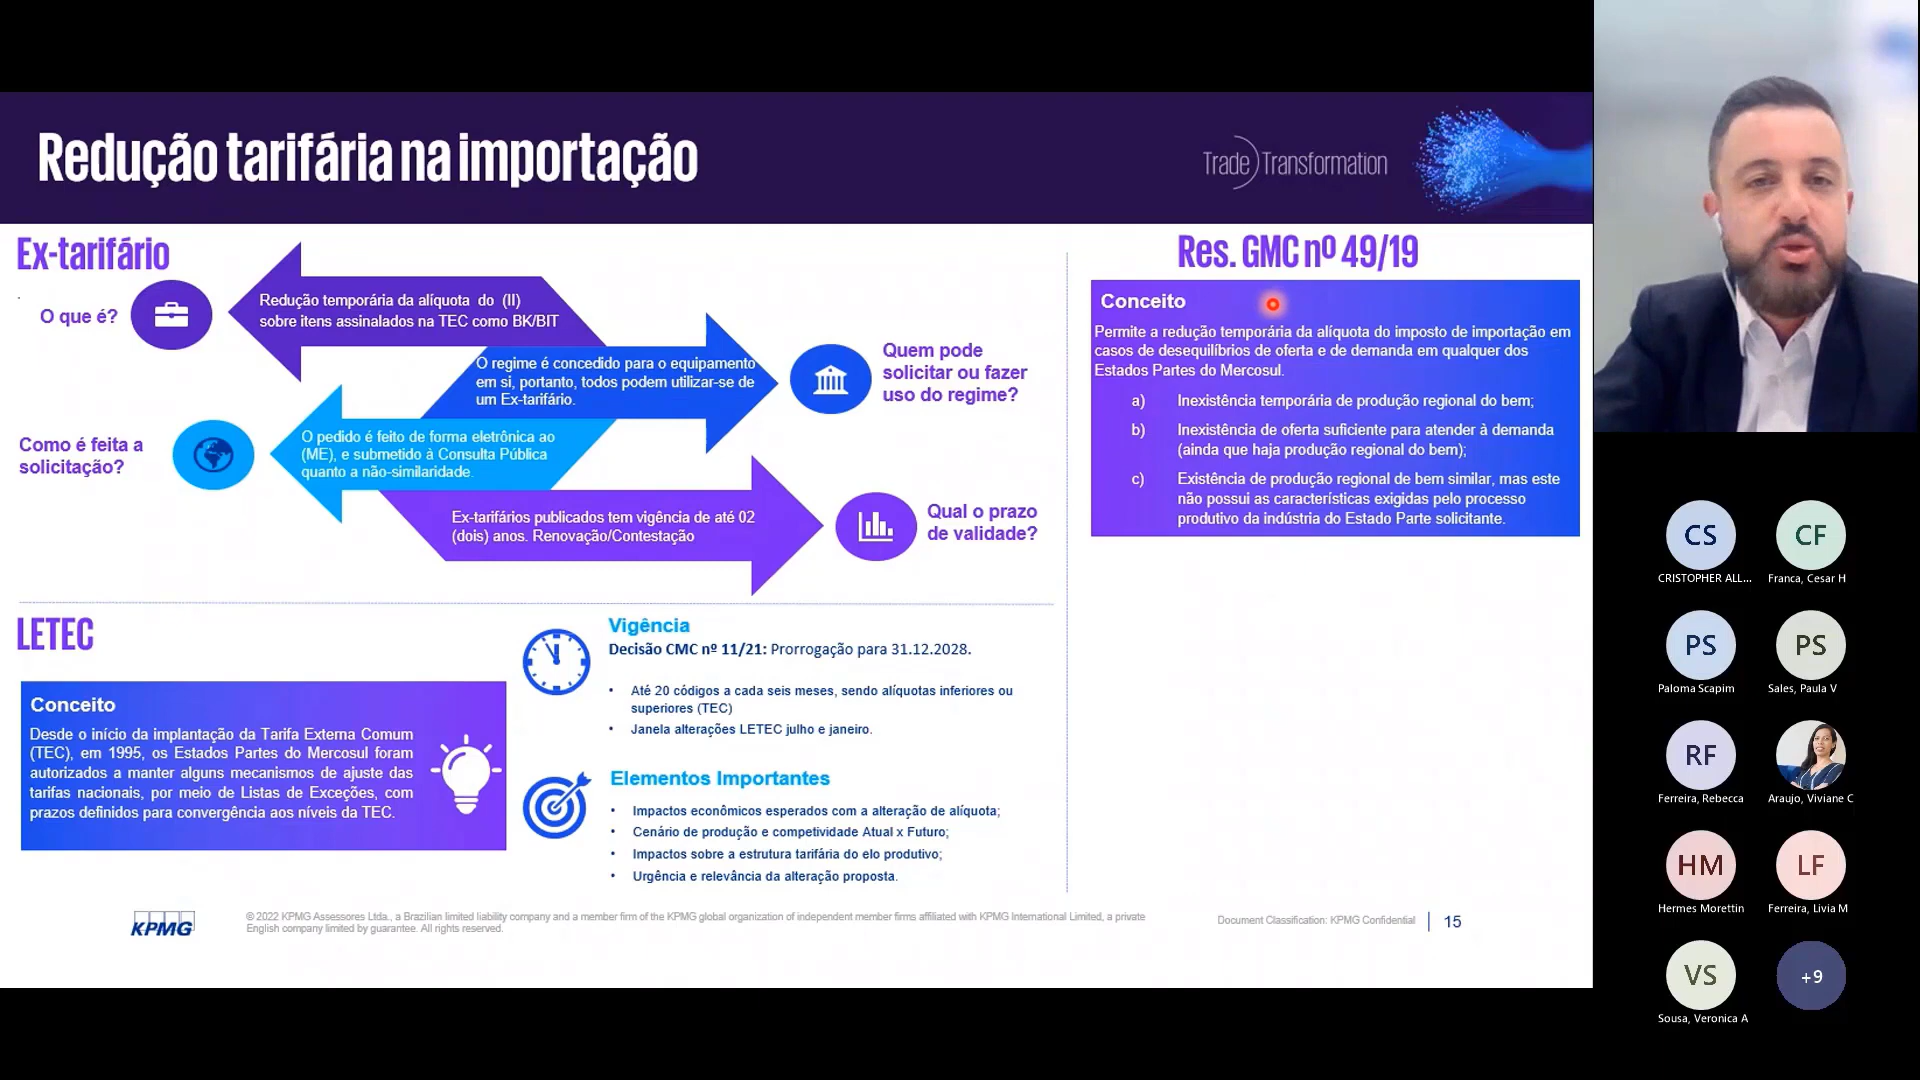 Redução tarifária na importação
Trade Transformation
Ex-tarifário
O que é?
Redução temporária da alíquota do (II)
sobre itens assinalados na TEC como BK/BIT
O regime é concedido para o equipamento
em si, portanto, todos podem utilizar-se de
um Ex-tarifário.
Quem pode
solicitar ou fazer
uso do regime?
Como é feita a
solicitação?
O pedido é feito de forma eletrônica ao
(ME), e submetido à Consulta Pública
quanto a não-similaridade.
Ex-tarifários publicados tem vigência de até 02
(dois) anos. Renovação/Contestação
Qual o prazo
de validade?
Res. GMC nº 49/19
Conceito
Permite a redução temporária da alíquota do imposto de importação em
casos de desequilíbrios de oferta e de demanda em qualquer dos
Estados Partes do Mercosul.
a) Inexistência temporária de produção regional do bem;
b) Inexistência de oferta suficiente para atender à demanda
(ainda que haja produção regional do bem);
c) Existência de produção regional de bem similar, mas este
não possui as características exigidas pelo processo
produtivo da indústria do Estado Parte solicitante.
LETEC
Conceito
Desde o início da implantação da Tarifa Externa Comum
(TEC), em 1995, os Estados Partes do Mercosul foram
autorizados a manter alguns mecanismos de ajuste das
tarifas nacionais, por meio de Listas de Exceções, com
prazos definidos para convergência aos níveis da TEC.
Vigência
Decisão CMC nº 11/21: Prorrogação para 31.12.2028.
• Até 20 códigos a cada seis meses, sendo alíquotas inferiores ou
superiores (TEC)
• Janela alterações LETEC julho e janeiro.
Elementos Importantes
• Impactos econômicos esperados com a alteração de alíquota;
• Cenário de produção e competividade Atual x Futuro;
• Impactos sobre a estrutura tarifária do elo produtivo;
• Urgência e relevância da alteração proposta.
KPMG
© 2022 KPMG Assessores Ltda., a Brazilian limited liability company and a member firm of the KPMG global organization of independent member firms affiliated with KPMG International Limited, a private
English company limited by guarantee. All rights reserved.
Document Classification: KPMG Confidential
15
CS
CRISTOPHER ALL...
CF
Franca, Cesar H
PS
Paloma Scapim
PS
Sales, Paula V
RF
Ferreira, Rebecca
Araujo, Viviane C
HM
Hermes Morettin
LF
Ferreira, Livia M
VS
Sousa, Veronica A
+9